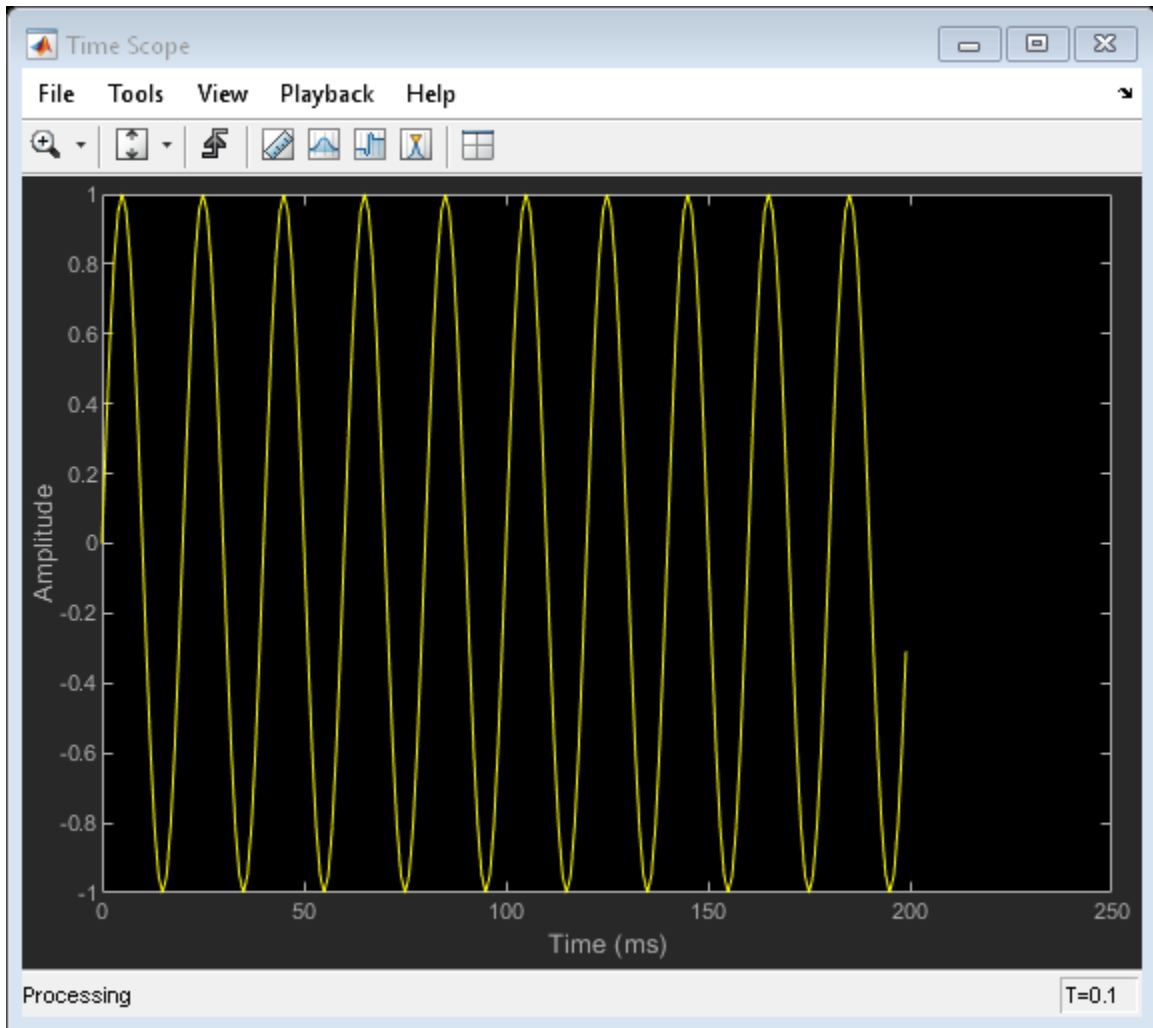 Time Scope
File Tools View Playback Help
1
0.8
0.6
0.4
0.2
0
-0.2
-0.4
-0.6
-0.8
-1
Amplitude
0 50 100 150 200 250
Time (ms)
Processing T=0.1